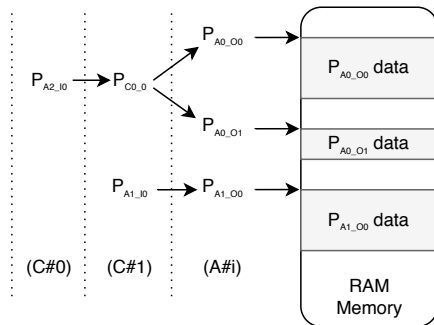 P_A0_O0
P_A0_O0 data
P_A2_I0
P_C0_0
P_A0_O1
P_A0_O1 data
P_A1_I0
P_A1_O0
P_A1_O0 data
(C#0)
(C#1)
(A#i)
RAM
Memory